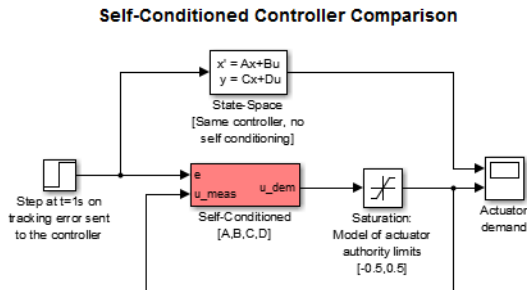 Self-Conditioned Controller Comparison
x' = Ax+Bu
y = Cx+Du
State-Space
[Same controller, no
self conditioning]
Step at t=1s on
tracking error sent
to the controller
e
u_meas
u_dem
Self-Conditioned
[A,B,C,D]
Saturation:
Model of actuator
authority limits
[-0.5,0.5]
Actuator
demand